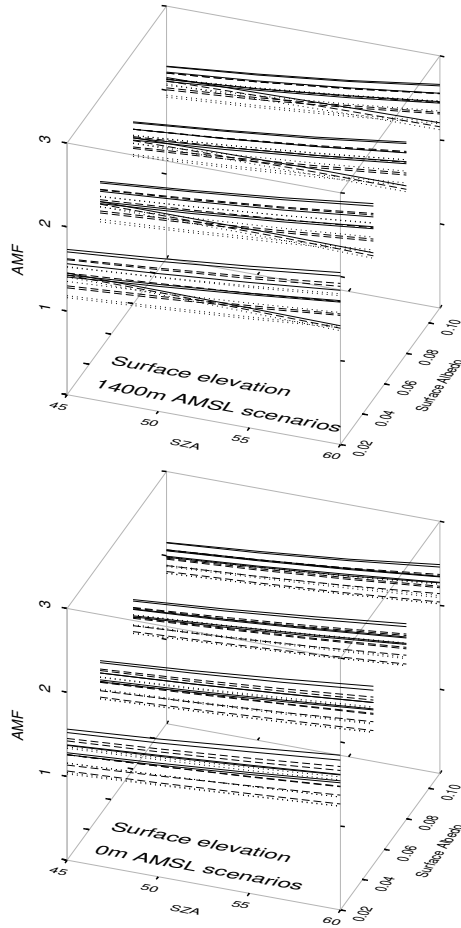 3
2
1
AMF
Surface elevation
1400m AMSL scenarios
45
50
55
60
SZA
0.02
0.04
0.06
0.08
0.10
Surface Albedo
3
2
1
AMF
Surface elevation
0m AMSL scenarios
45
50
55
60
SZA
0.02
0.04
0.06
0.08
0.10
Surface Albedo